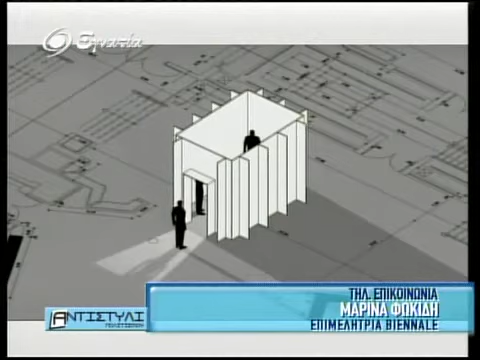 Εγνατία
ΤΗΛ. ΕΠΙΚΟΙΝΩΝΙΑ
ΜΑΡΙΝΑ ΦΩΚΙΔΗ
ΕΠΙΜΕΛΗΤΡΙΑ BIENNALE
ΑΝΤΙΣΤΥΛΙ